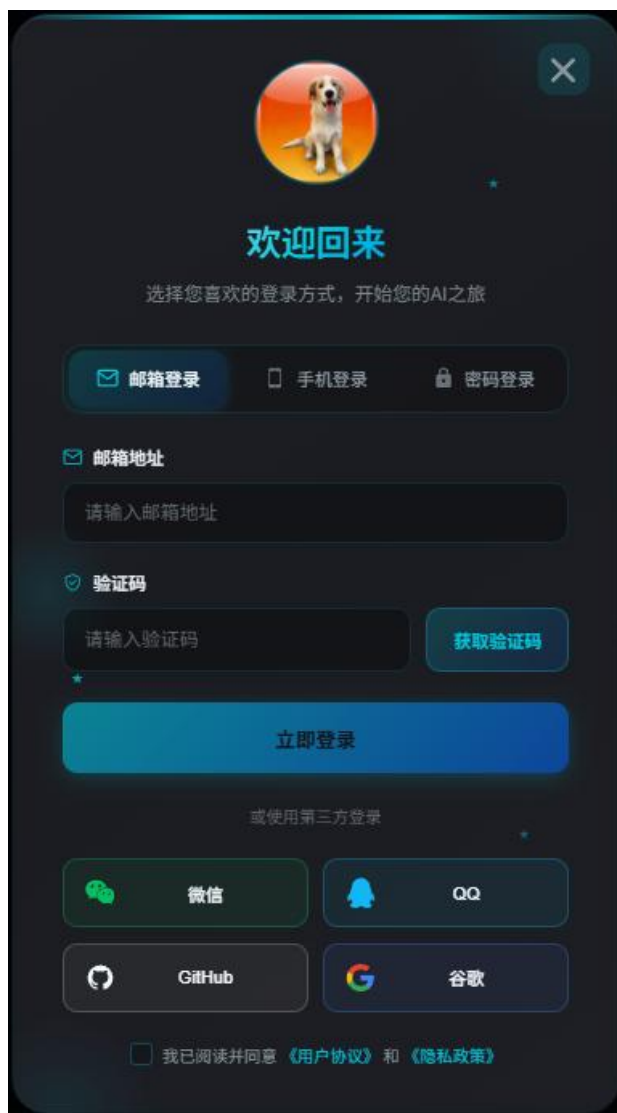 欢迎回来
选择您喜欢的登录方式，开始您的AI之旅
邮箱登录 手机登录 密码登录
邮箱地址
请输入邮箱地址
验证码
请输入验证码 获取验证码
立即登录
或使用第三方登录
微信 QQ
GitHub 谷歌
我已阅读并同意《用户协议》和《隐私政策》